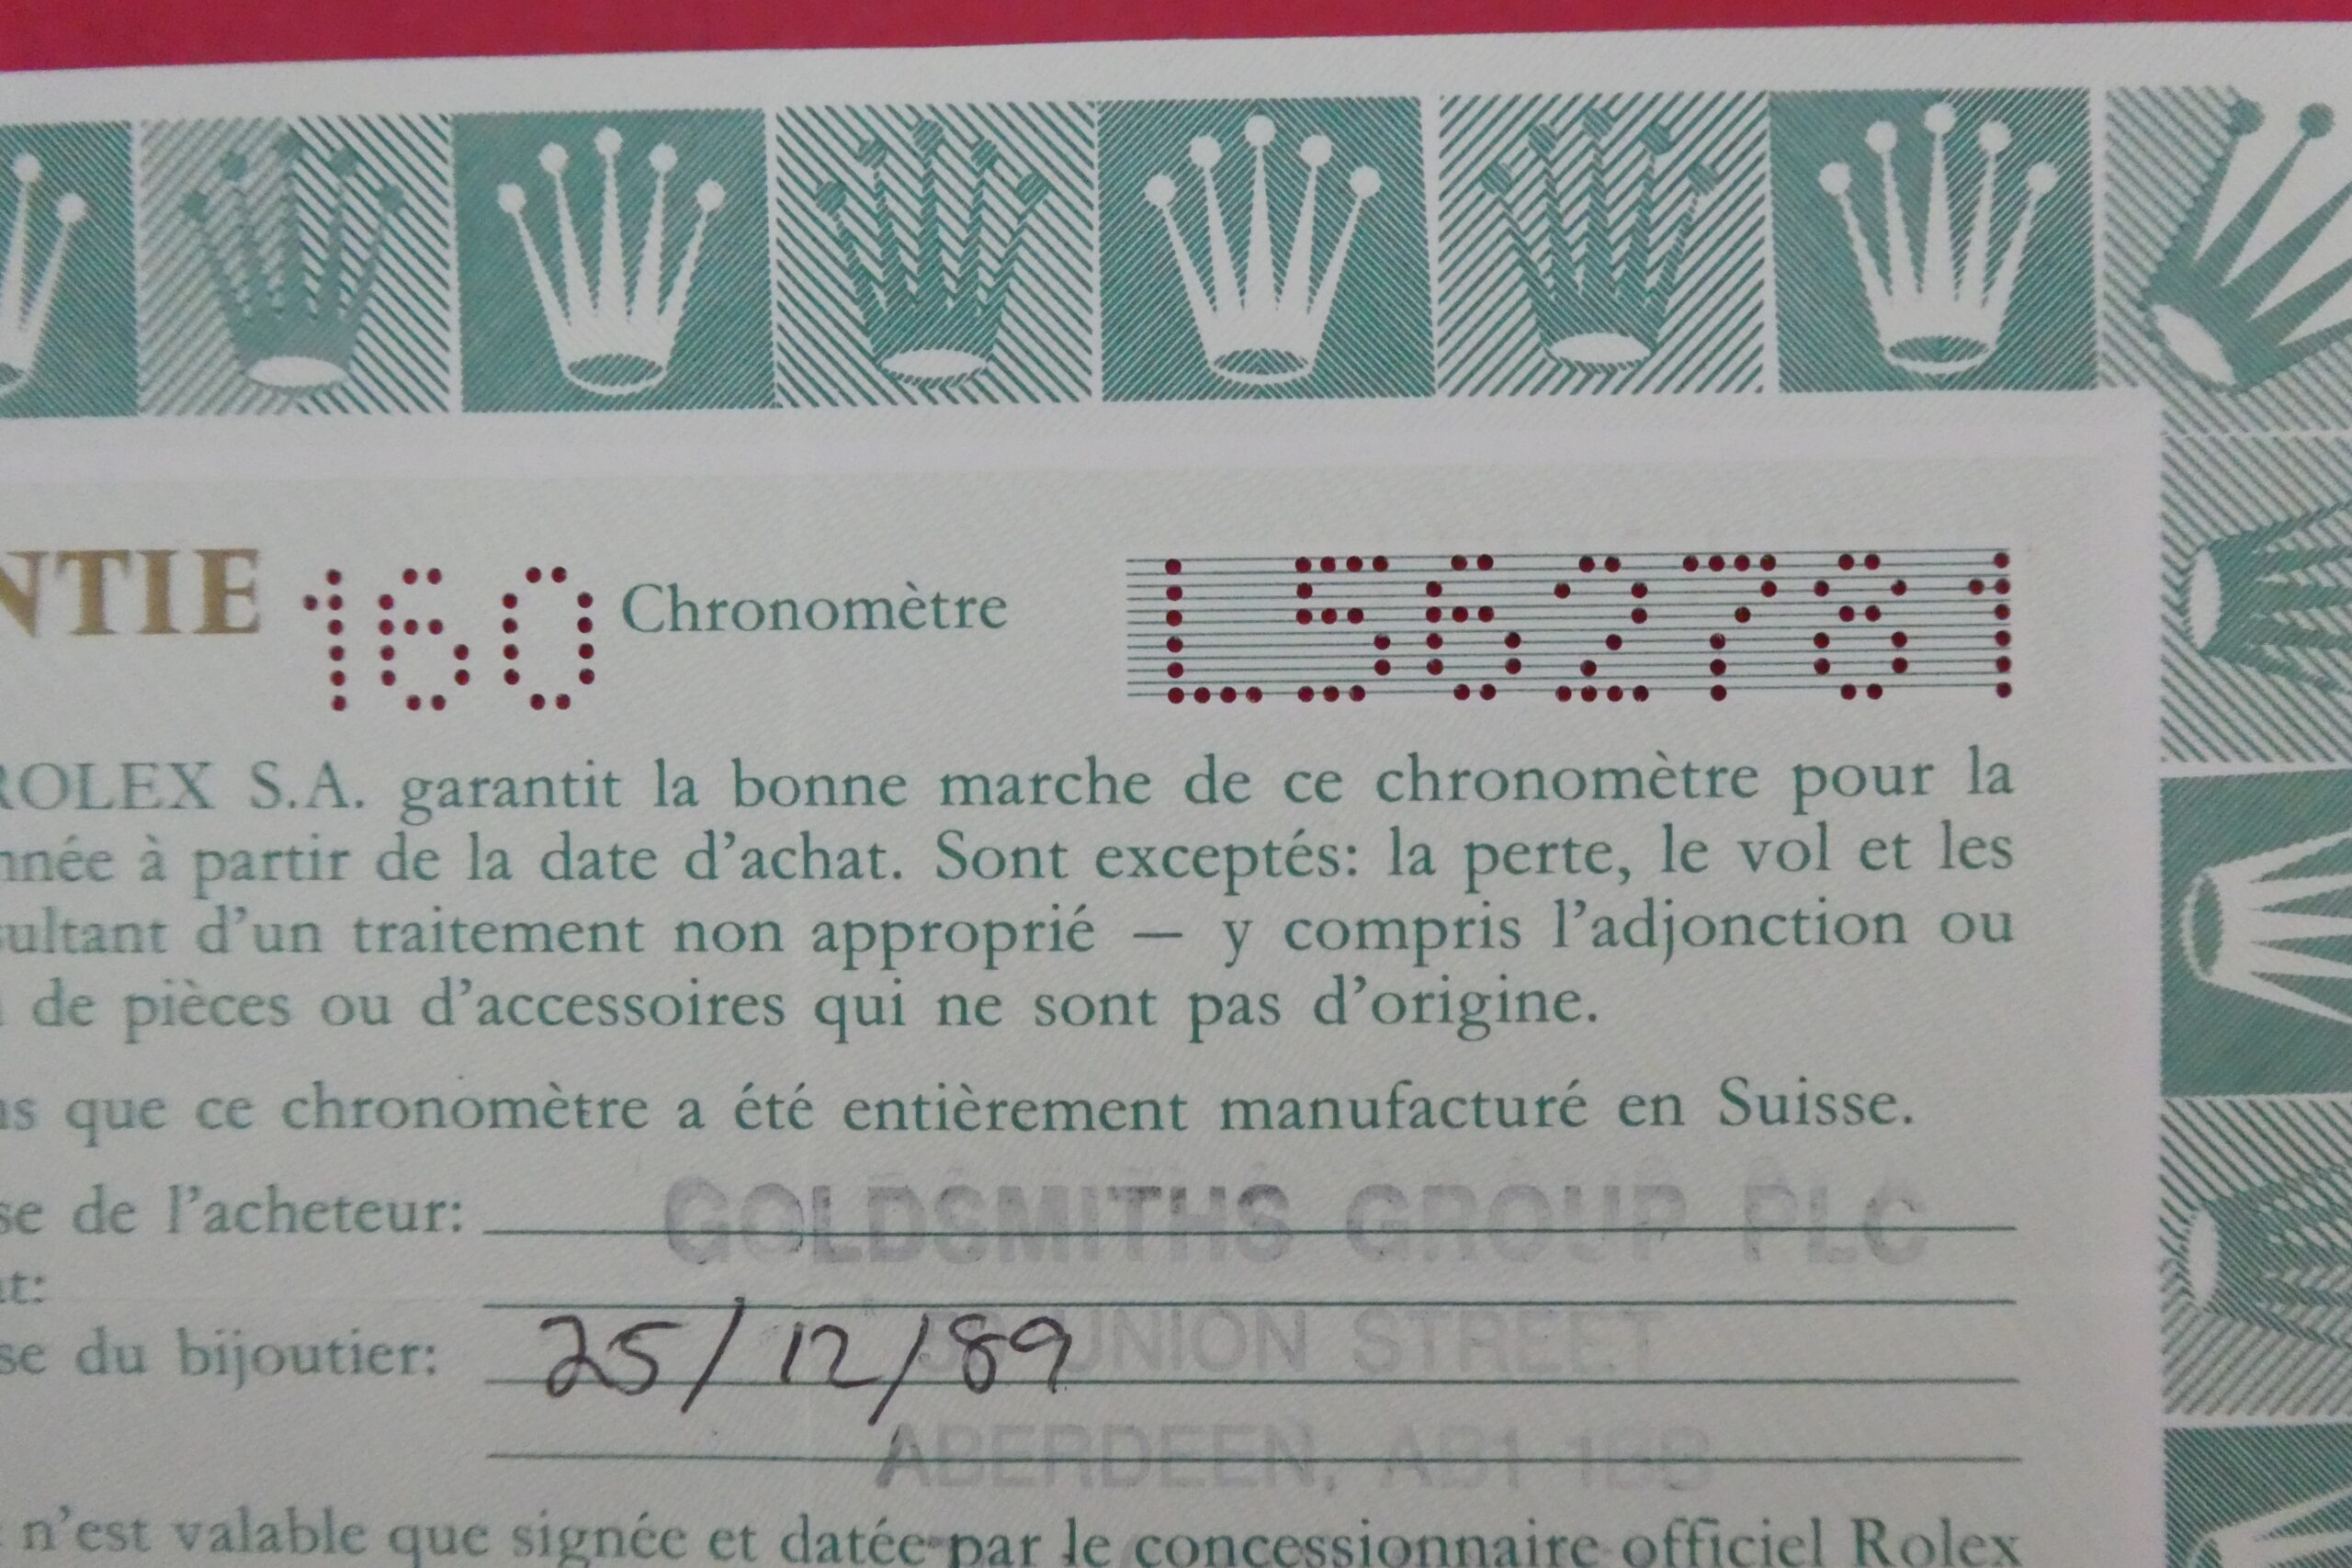 NTIE 160 Chronomètre L562781
ROLEX S.A. garantit la bonne marche de ce chronomètre pour la
nnée à partir de la date d'achat. Sont exceptés: la perte, le vol et les
sultant d'un traitement non approprié — y compris l'adjonction ou
de pièces ou d'accessoires qui ne sont pas d'origine.
ns que ce chronomètre a été entièrement manufacturé en Suisse.
se de l'acheteur: GOLDSMITHS GROUP PLC
t:
se du bijoutier: 25/12/89 UNION STREET
ABERDEEN, AB1 1BB
n'est valable que signée et datée par le concessionnaire officiel Rolex